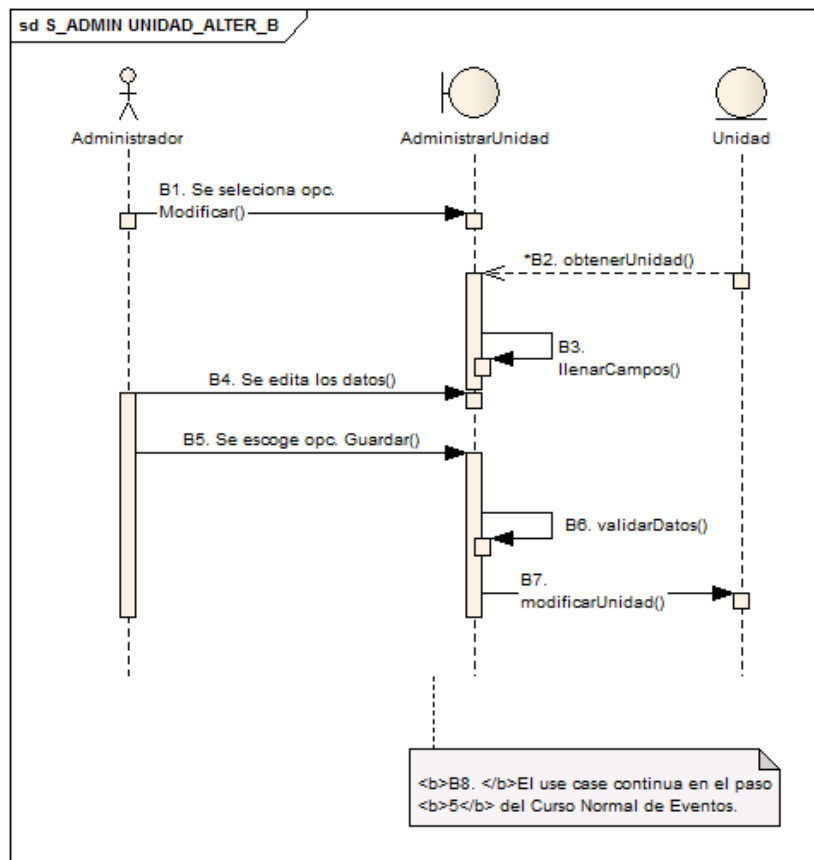 sd S_ADMIN UNIDAD_ALTER_B
Administrador
AdministrarUnidad
Unidad
B1. Se seleciona opc.
Modificar()
*B2. obtenerUnidad()
B3.
llenarCampos()
B4. Se edita los datos()
B5. Se escoge opc. Guardar()
B6. validarDatos()
B7.
modificarUnidad()
<b>B8. </b>El use case continua en el paso
<b>5</b> del Curso Normal de Eventos.